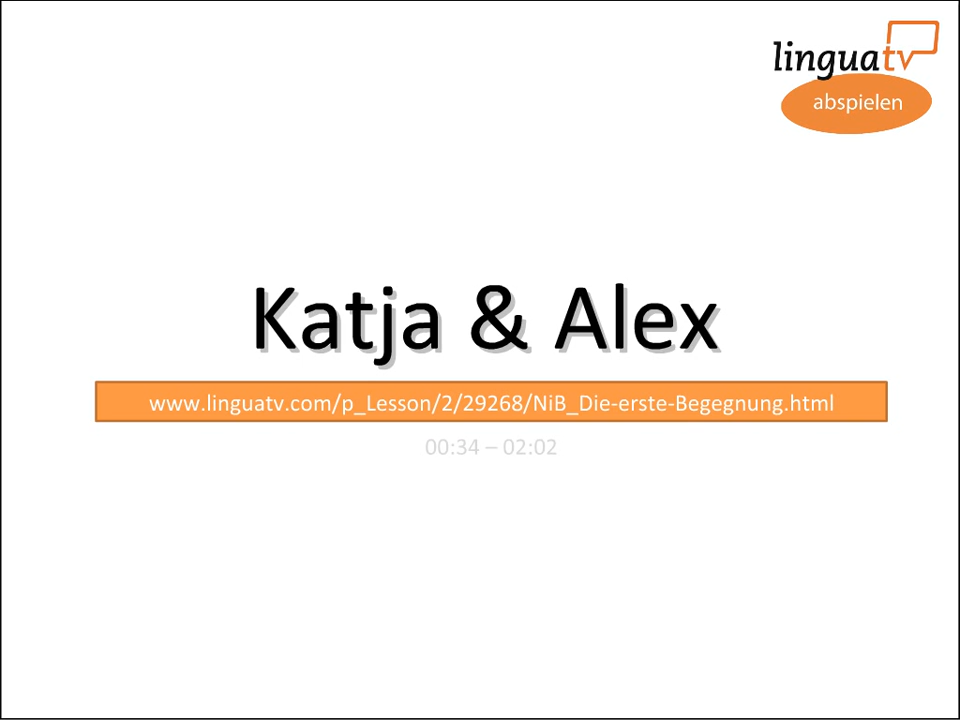 linguatv
abspielen
Katja & Alex
www.linguatv.com/p_Lesson/2/29268/NiB_Die-erste-Begegnung.html
00:34 – 02:02